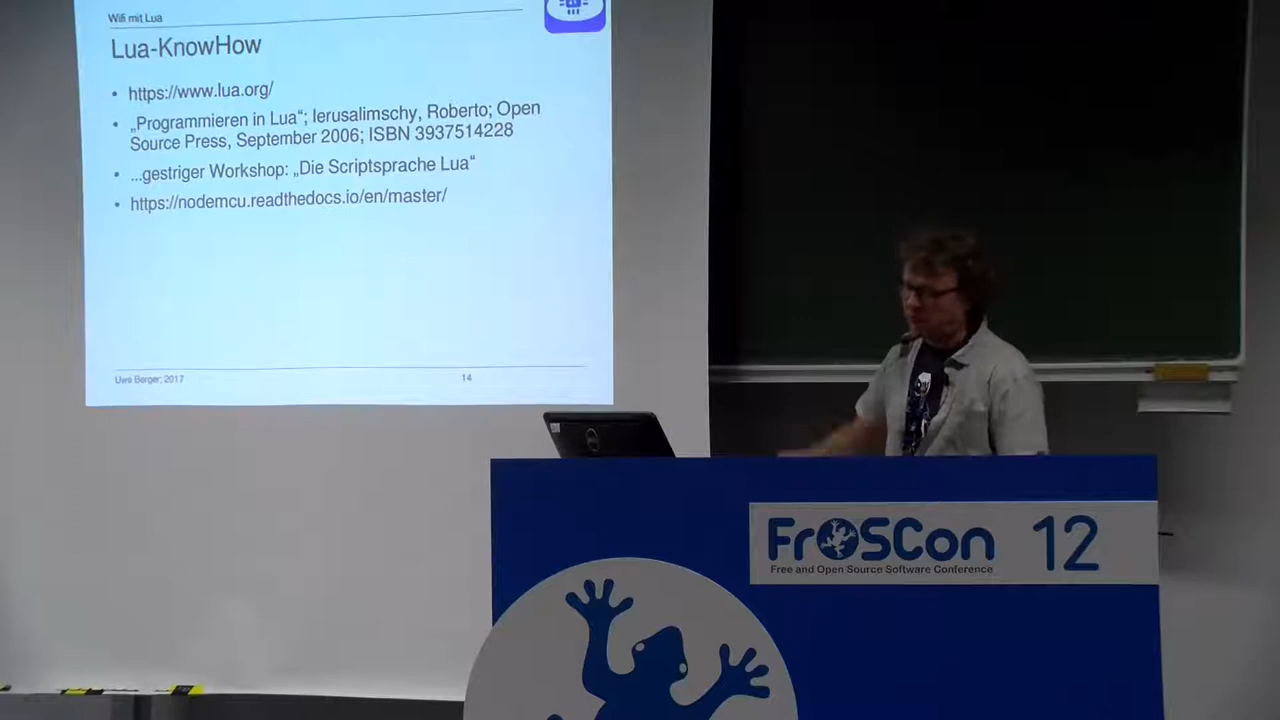 Wifi mit Lua
Lua-KnowHow
• https://www.lua.org/
• „Programmieren in Lua“; Ierusalimschy, Roberto; Open
Source Press, September 2006; ISBN 3937514228
• ...gestriger Workshop: „Die Scriptsprache Lua“
• https://nodemcu.readthedocs.io/en/master/
Uwe Berger; 2017
14
FrOSCon 12
Free and Open Source Software Conference